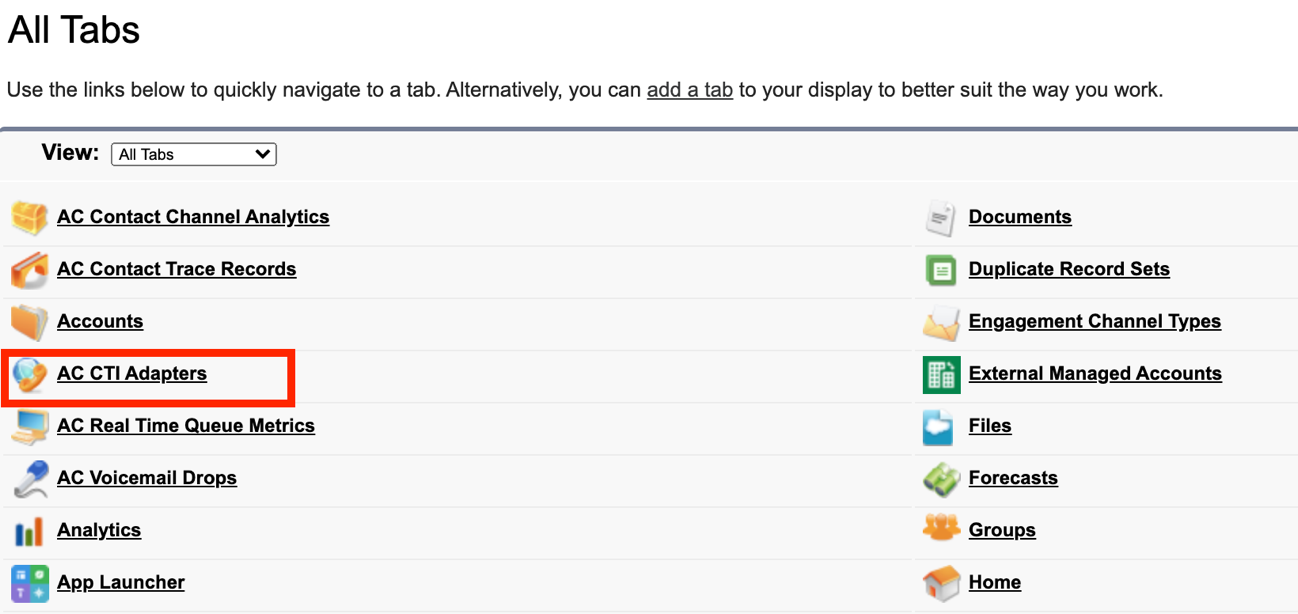 All Tabs
Use the links below to quickly navigate to a tab. Alternatively, you can add a tab to your display to better suit the way you work.
View: All Tabs
AC Contact Channel Analytics
Documents
AC Contact Trace Records
Duplicate Record Sets
Accounts
Engagement Channel Types
AC CTI Adapters
External Managed Accounts
AC Real Time Queue Metrics
Files
AC Voicemail Drops
Forecasts
Analytics
Groups
App Launcher
Home